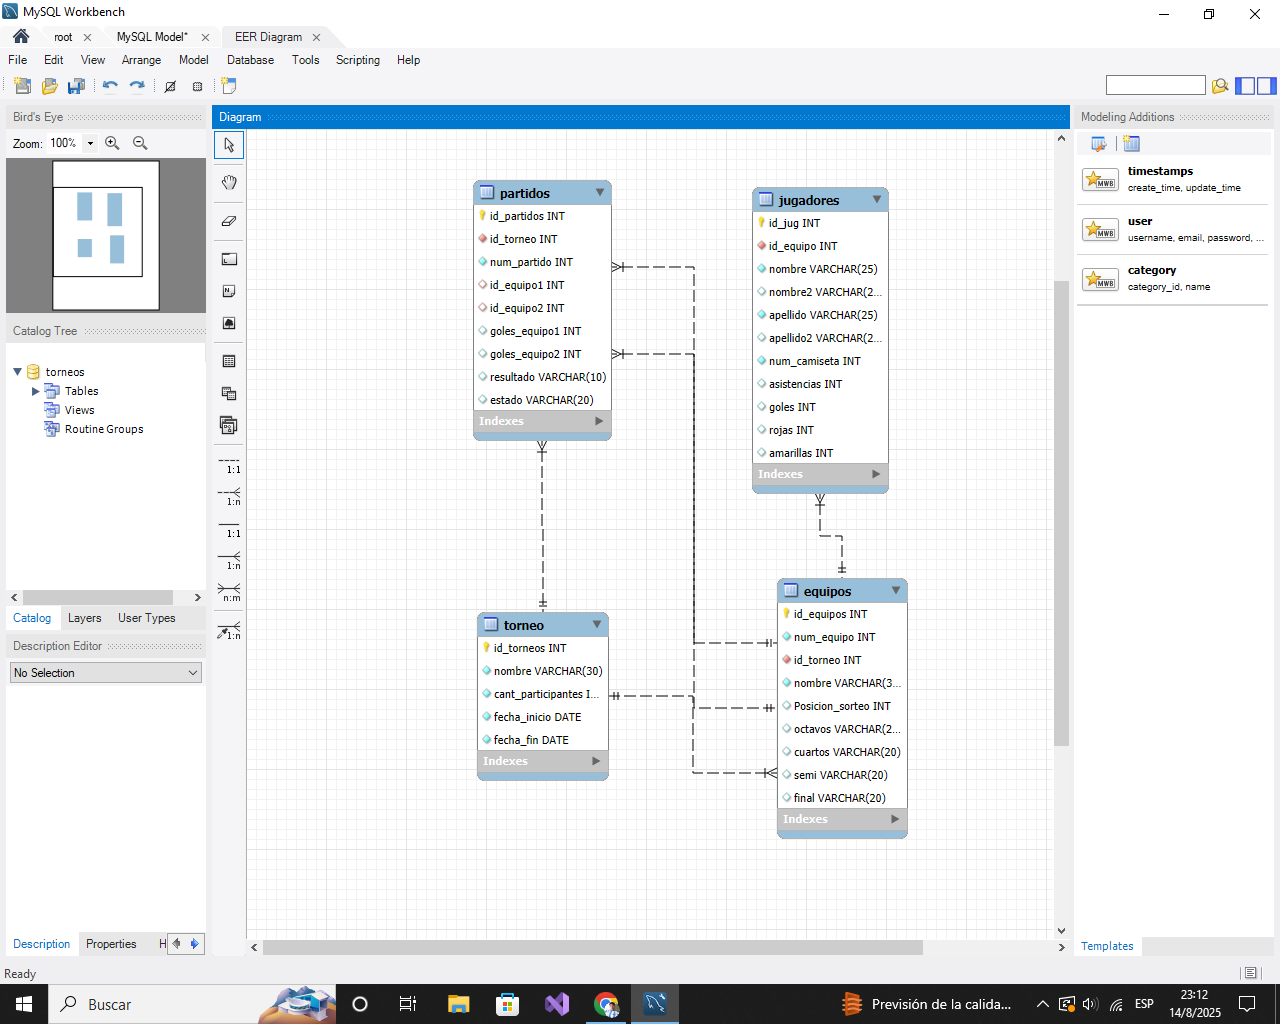 MySQL Workbench
root
MySQL Model*
EER Diagram
File Edit View Arrange Model Database Tools Scripting Help
Bird's Eye
Zoom: 100%
Catalog Tree
torneos
Tables
Views
Routine Groups
Catalog Layers User Types
Description Editor
No Selection
Description Properties H
Ready
Diagram
1:1
1:n
1:1
1:n
n:m
1:n
partidos
id_partidos INT
id_torneo INT
num_partido INT
id_equipo1 INT
id_equipo2 INT
goles_equipo1 INT
goles_equipo2 INT
resultado VARCHAR(10)
estado VARCHAR(20)
Indexes
jugadores
id_jug INT
id_equipo INT
nombre VARCHAR(25)
nombre2 VARCHAR(2...
apellido VARCHAR(25)
apellido2 VARCHAR(2...
num_camiseta INT
asistencias INT
goles INT
rojas INT
amarillas INT
Indexes
torneo
id_torneos INT
nombre VARCHAR(30)
cant_participantes I...
fecha_inicio DATE
fecha_fin DATE
Indexes
equipos
id_equipos INT
num_equipo INT
id_torneo INT
nombre VARCHAR(3...
Posicion_sorteo INT
octavos VARCHAR(2...
cuartos VARCHAR(20)
semi VARCHAR(20)
final VARCHAR(20)
Indexes
Modeling Additions
MWB
timestamps
create_time, update_time
MWB
user
username, email, password, ...
MWB
category
category_id, name
Templates
Buscar
Previsión de la calida...
ESP
23:12
14/8/2025